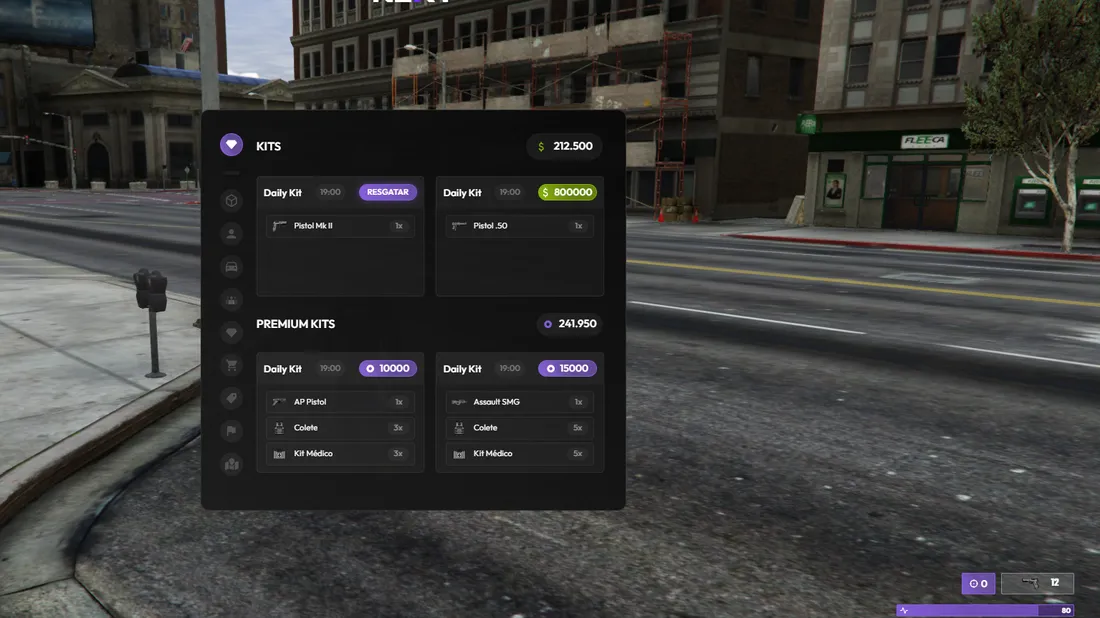 KITS
$ 212.500
Daily Kit 19:00 RESGATAR
Pistol Mk II 1x
Daily Kit 19:00 $ 800000
Pistol .50 1x
PREMIUM KITS
241.950
Daily Kit 19:00 10000
AP Pistol 1x
Colete 3x
Kit Médico 3x
Daily Kit 19:00 15000
Assault SMG 1x
Colete 5x
Kit Médico 5x
FLEECA
0
12
80